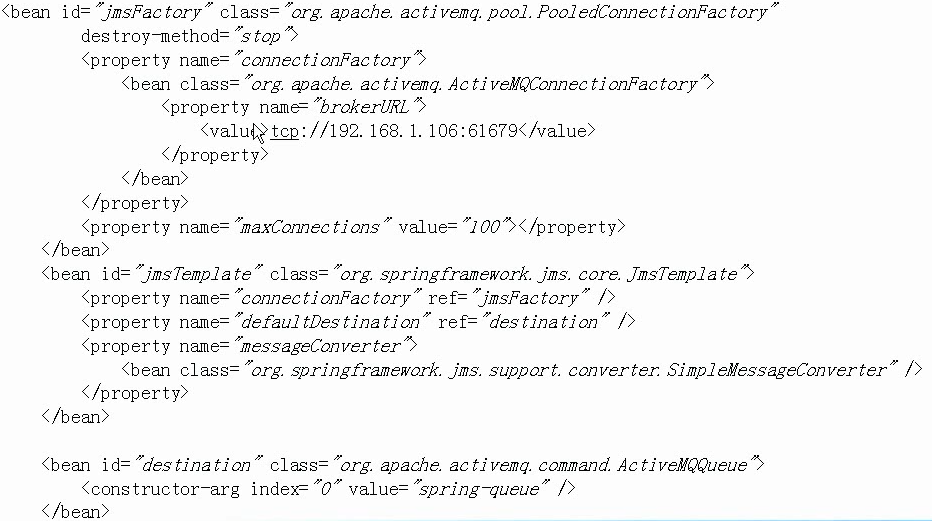 <bean id="jmsFactory" class="org.apache.activemq.pool.PooledConnectionFactory"
destroy-method="stop">
<property name="connectionFactory">
<bean class="org.apache.activemq.ActiveMQConnectionFactory">
<property name="brokerURL">
<value>tcp://192.168.1.106:61679</value>
</property>
</bean>
</property>
<property name="maxConnections" value="100"></property>
</bean>
<bean id="jmsTemplate" class="org.springframework.jms.core.JmsTemplate">
<property name="connectionFactory" ref="jmsFactory" />
<property name="defaultDestination" ref="destination" />
<property name="messageConverter">
<bean class="org.springframework.jms.support.converter.SimpleMessageConverter" />
</property>
</bean>
<bean id="destination" class="org.apache.activemq.command.ActiveMQQueue">
<constructor-arg index="0" value="spring-queue" />
</bean>